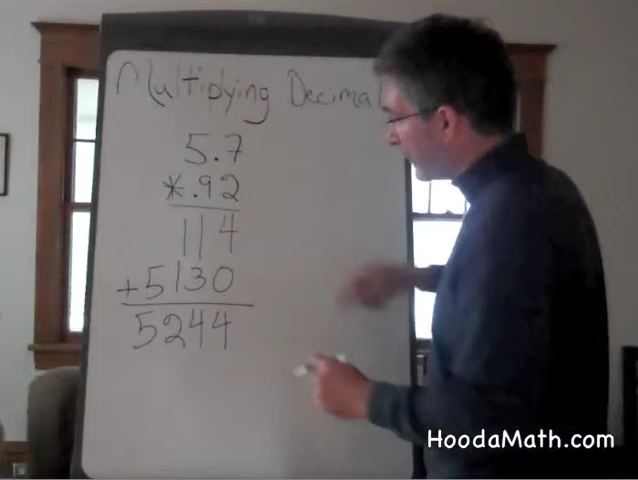 Multiplying Decima
5.7
* .92
114
+5130
5244
HoodaMath.com